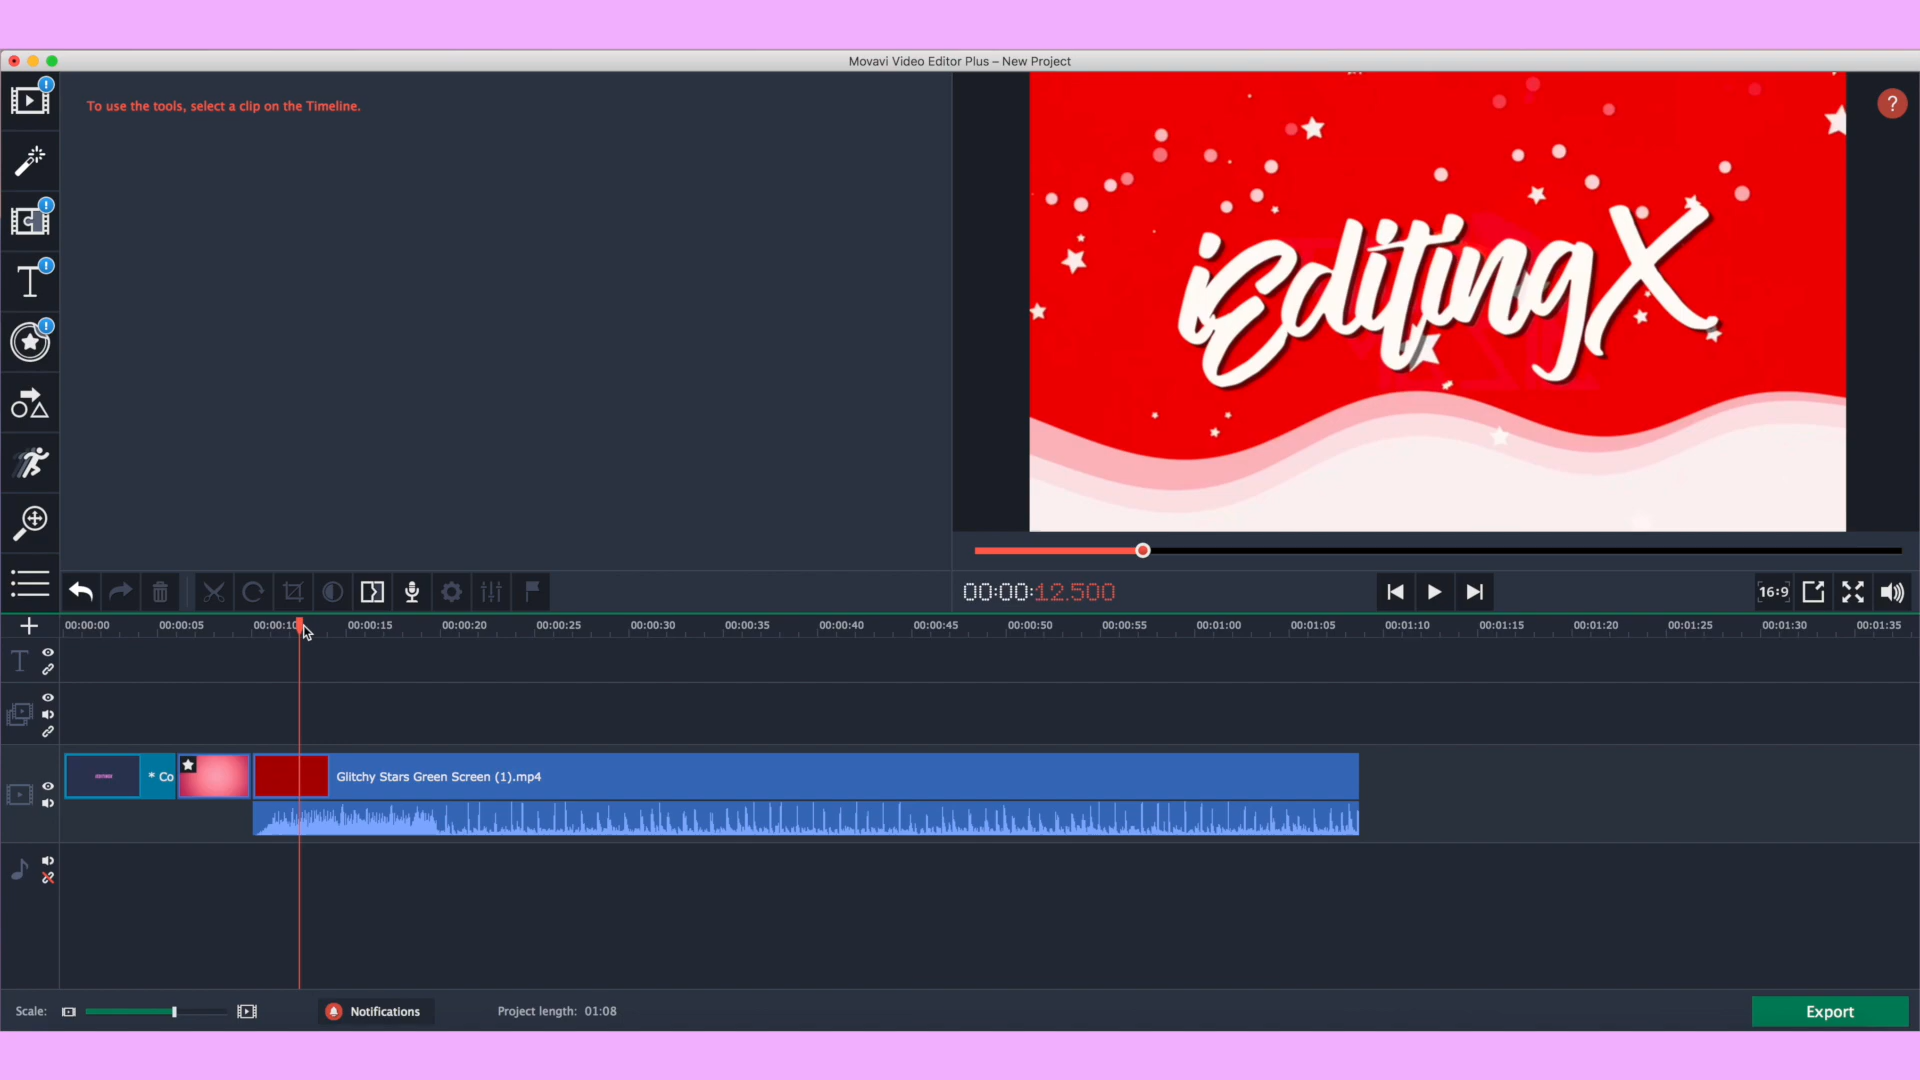 Movavi Video Editor Plus – New Project
To use the tools, select a clip on the Timeline.
?
iEditingX
00:00:12.500
16:9
00:00:00 00:00:05 00:00:10 00:00:15 00:00:20 00:00:25 00:00:30 00:00:35 00:00:40 00:00:45 00:00:50 00:00:55 00:01:00 00:01:05 00:01:10 00:01:15 00:01:20 00:01:25 00:01:30 00:01:35
* Co
Glitchy Stars Green Screen (1).mp4
Scale:
Notifications
Project length: 01:08
Export